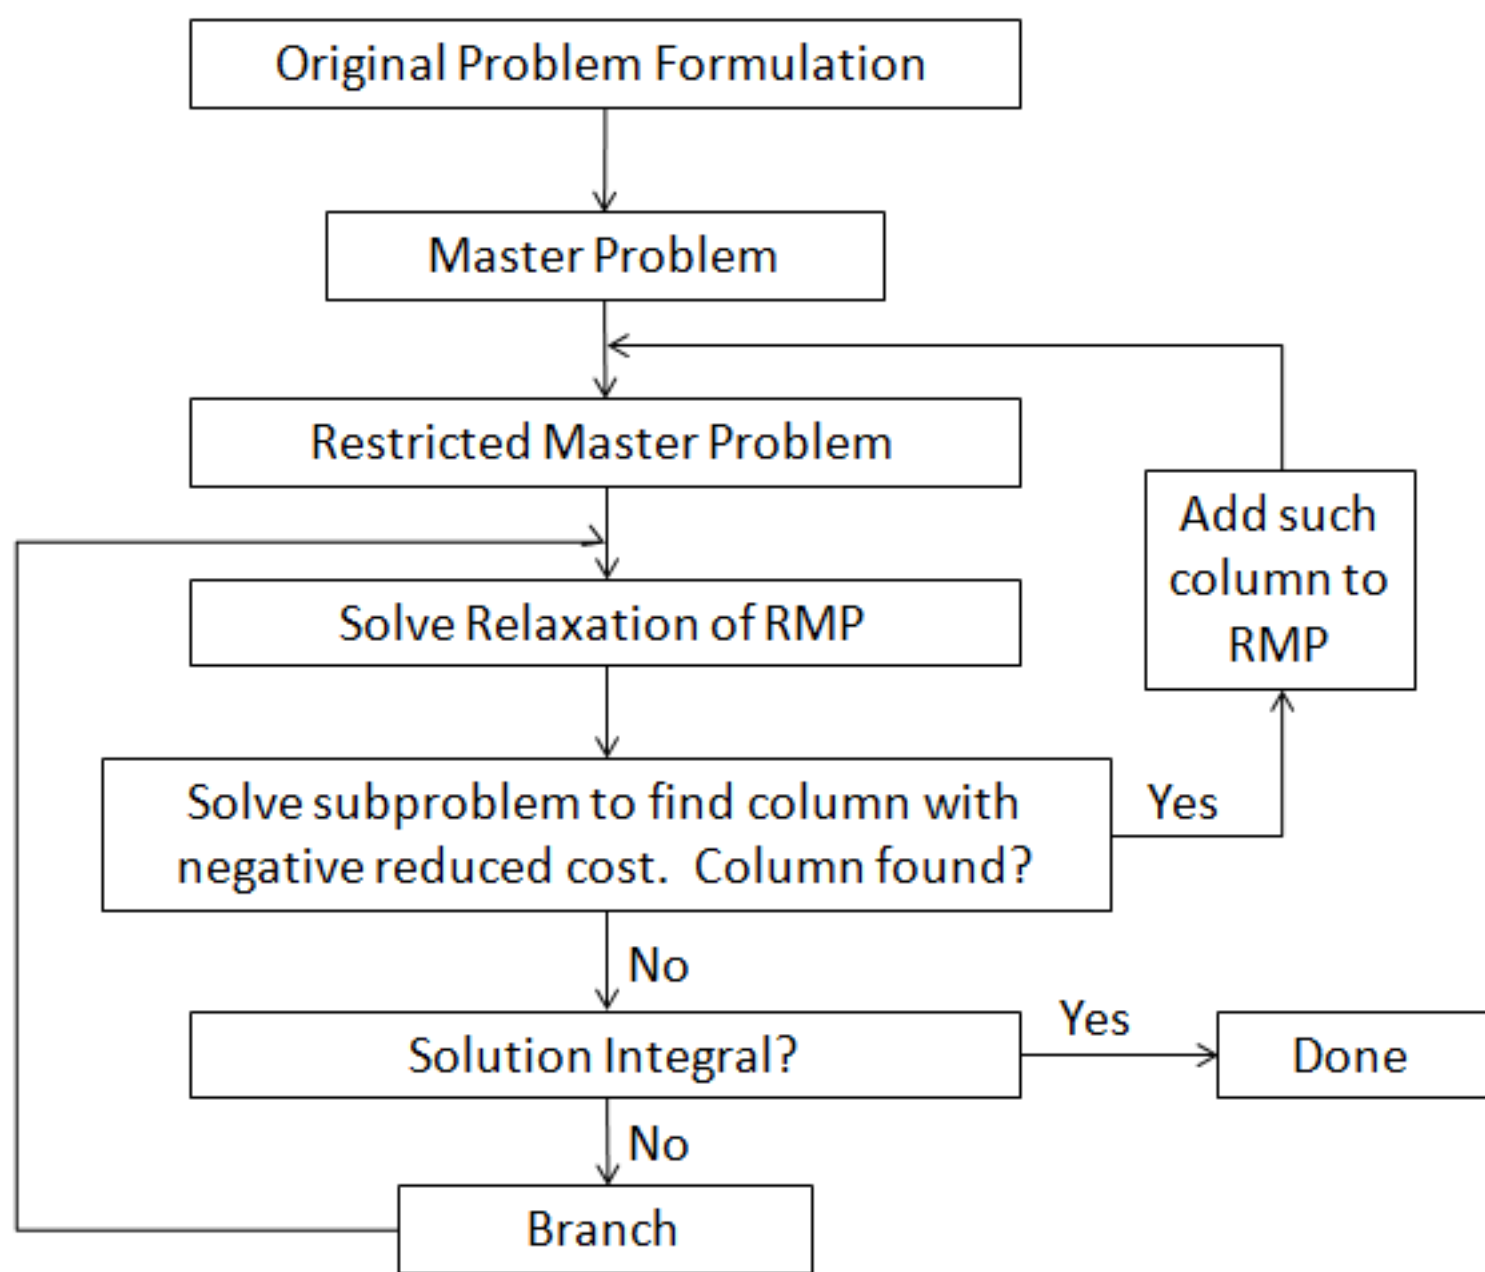 Original Problem Formulation
Master Problem
Restricted Master Problem
Add such
column to
RMP
Solve Relaxation of RMP
Solve subproblem to find column with
negative reduced cost.  Column found?
Yes
No
Solution Integral?
Yes
Done
No
Branch